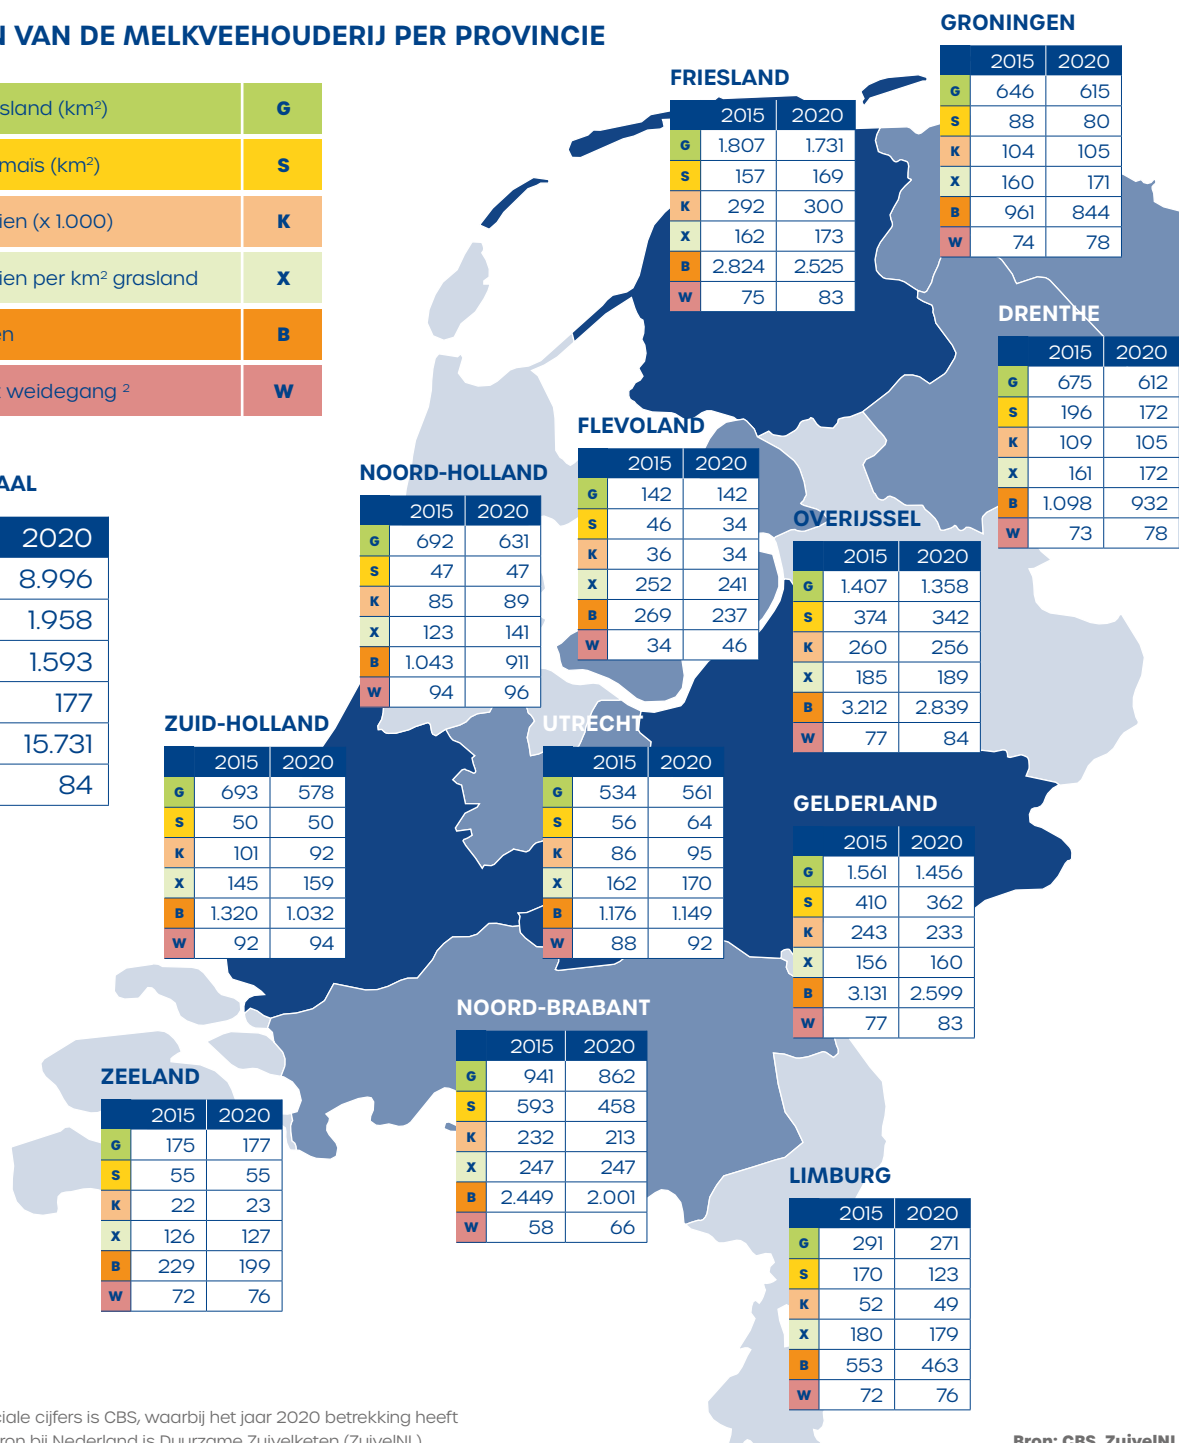 VAN DE MELKVEEHOUDERIJ PER PROVINCIE
(km²) G
(km²) S
(x 1.000) K
per km² grasland X
B
weidegang ² W
2020
8.996
1.958
1.593
177
15.731
84
GRONINGEN
2015 2020
G 646 615
S 88 80
K 104 105
X 160 171
B 961 844
W 74 78
FRIESLAND
2015 2020
G 1.807 1.731
S 157 169
K 292 300
X 162 173
B 2.824 2.525
W 75 83
DRENTHE
2015 2020
G 675 612
S 196 172
K 109 105
X 161 172
B 1.098 932
W 73 78
FLEVOLAND
2015 2020
G 142 142
S 46 34
K 36 34
X 252 241
B 269 237
W 34 46
NOORD-HOLLAND
2015 2020
G 692 631
S 47 47
K 85 89
X 123 141
B 1.043 911
W 94 96
OVERIJSSEL
2015 2020
G 1.407 1.358
S 374 342
K 260 256
X 185 189
B 3.212 2.839
W 77 84
ZUID-HOLLAND
2015 2020
G 693 578
S 50 50
K 101 92
X 145 159
B 1.320 1.032
W 92 94
UTRECHT
2015 2020
G 534 561
S 56 64
K 86 95
X 162 170
B 1.176 1.149
W 88 92
GELDERLAND
2015 2020
G 1.561 1.456
S 410 362
K 243 233
X 156 160
B 3.131 2.599
W 77 83
NOORD-BRABANT
2015 2020
G 941 862
S 593 458
K 232 213
X 247 247
B 2.449 2.001
W 58 66
ZEELAND
2015 2020
G 175 177
S 55 55
K 22 23
X 126 127
B 229 199
W 72 76
LIMBURG
2015 2020
G 291 271
S 170 123
K 52 49
X 180 179
B 553 463
W 72 76
cijfers is CBS, waarbij het jaar 2020 betrekking heeft
bij Nederland is Duurzame Zuivelketen (ZuivelNL)
Bron: CBS, ZuivelNL